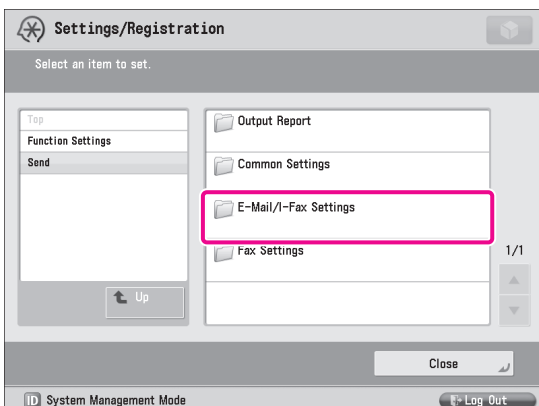 Settings/Registration
Select an item to set.
Top
Function Settings
Send
Up
Output Report
Common Settings
E-Mail/I-Fax Settings
Fax Settings
1/1
Close
ID System Management Mode
Log Out